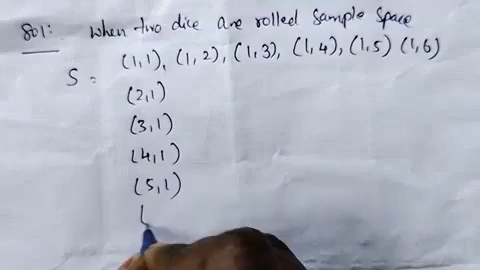 Sol: When two dice are rolled sample space
S = (1,1), (1,2), (1,3), (1,4), (1,5) (1,6)
(2,1)
(3,1)
(4,1)
(5,1)
(